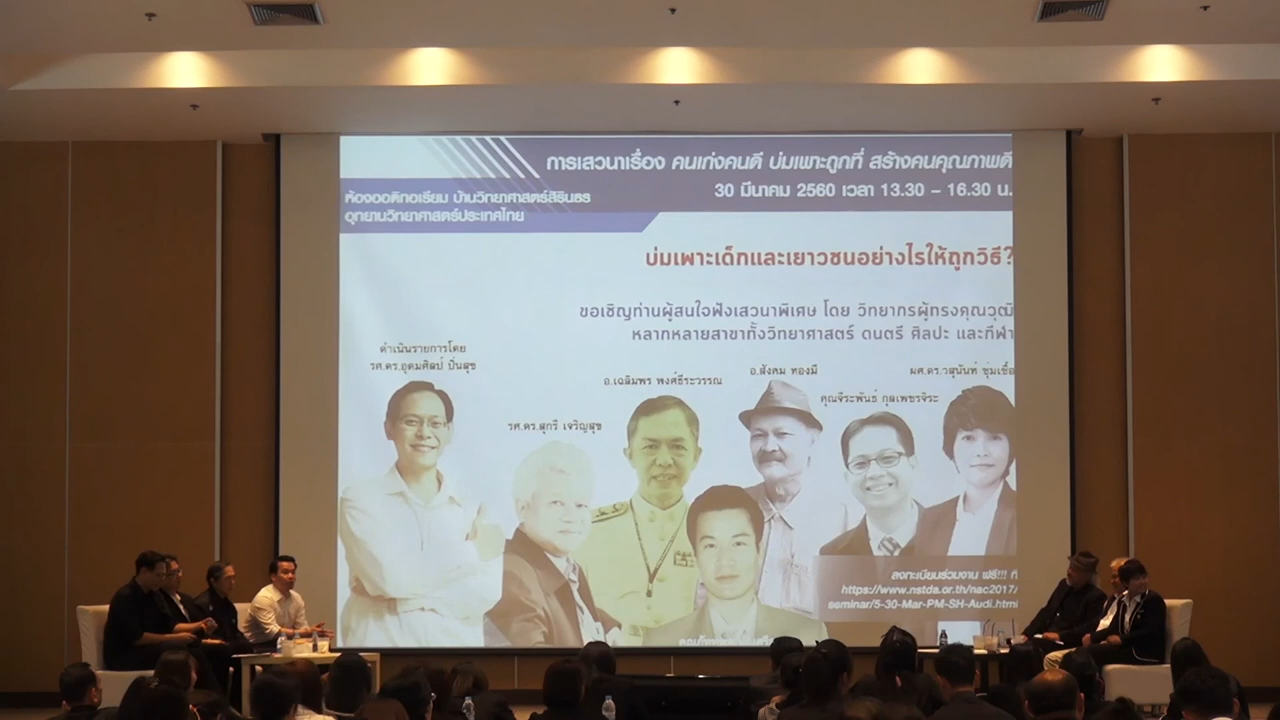 การเสวนาเรื่อง คนเก่งคนดี บ่มเพาะถูกที่ สร้างคนคุณภาพดี
30 มีนาคม 2560 เวลา 13.30 - 16.30 น.
ห้องออดิทอเรียม บ้านวิทยาศาสตร์สิรินธร
อุทยานวิทยาศาสตร์ประเทศไทย
บ่มเพาะเด็กและเยาวชนอย่างไรให้ถูกวิธี?
ขอเชิญท่านผู้สนใจฟังเสวนาพิเศษ โดย วิทยากรผู้ทรงคุณวุฒิ
หลากหลายสาขาทั้งวิทยาศาสตร์ ดนตรี ศิลปะ และกีฬา
ดำเนินรายการโดย
รศ.ดร.อุดมศิลป์ ปิ่นสุข
รศ.ดร.สุกรี เจริญสุข
อ.เฉลิมพร พงศ์ธีระวรรณ
อ.สังคม ทองมี
คุณจีระพันธ์ กุลเพชรจิระ
ผศ.ดร.วสุนันท์ ชุ่มเชื้อ
ลงทะเบียนร่วมงาน ฟรี!!! ที่
https://www.nstda.or.th/nac2017/
seminar/5-30-Mar-PM-SH-Audi.html